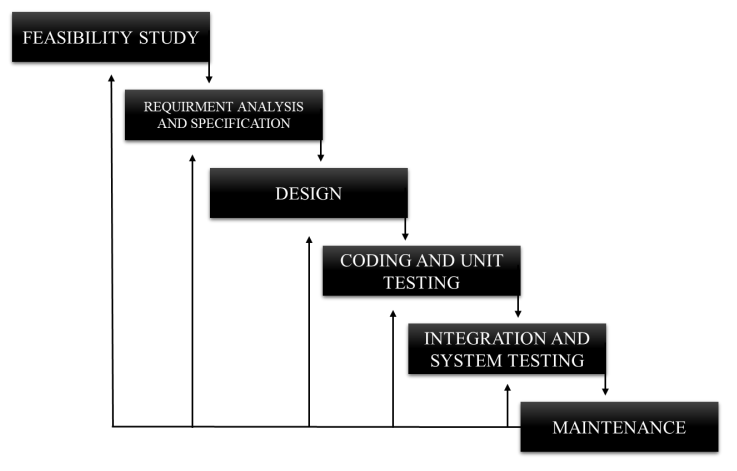 FEASIBILITY STUDY
REQUIRMENT ANALYSIS
AND SPECIFICATION
DESIGN
CODING AND UNIT
TESTING
INTEGRATION AND
SYSTEM TESTING
MAINTENANCE